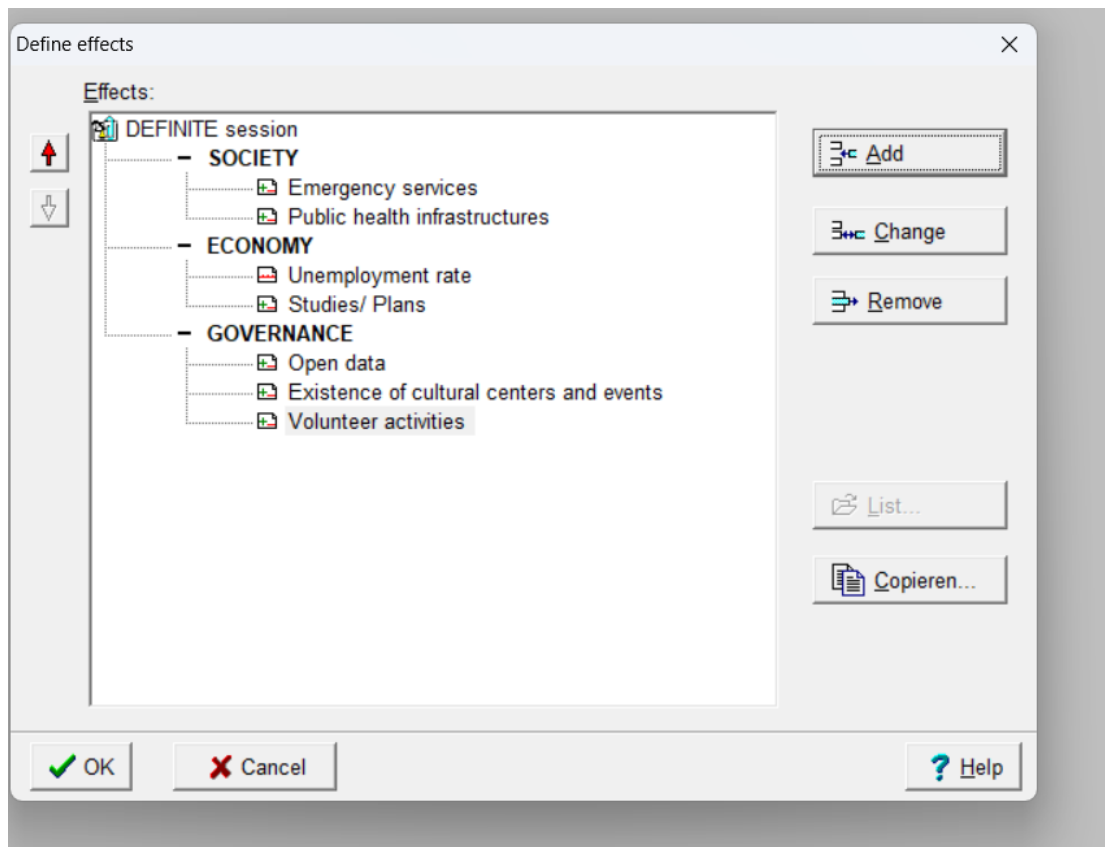 Define effects
Effects:
DEFINITE session
SOCIETY
Emergency services
Public health infrastructures
ECONOMY
Unemployment rate
Studies/ Plans
GOVERNANCE
Open data
Existence of cultural centers and events
Volunteer activities
Add
Change
Remove
List...
Copieren...
OK
Cancel
? Help